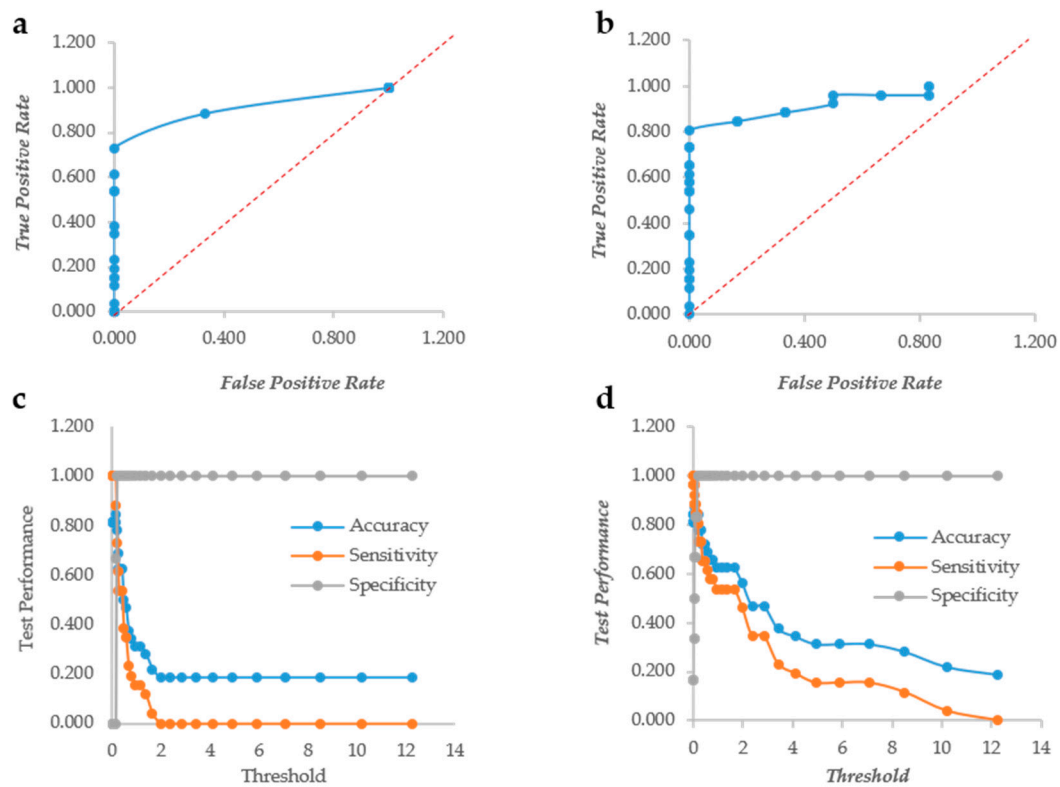 a
1.200
1.000
0.800
0.600
0.400
0.200
0.000
0.000 0.400 0.800 1.200
True Positive Rate
False Positive Rate
b
1.200
1.000
0.800
0.600
0.400
0.200
0.000
0.000 0.400 0.800 1.200
True Positive Rate
False Positive Rate
c
1.200
1.000
0.800
0.600
0.400
0.200
0.000
0 2 4 6 8 10 12 14
Test Performance
Threshold
Accuracy
Sensitivity
Specificity
d
1.200
1.000
0.800
0.600
0.400
0.200
0.000
0 2 4 6 8 10 12 14
Test Performance
Threshold
Accuracy
Sensitivity
Specificity